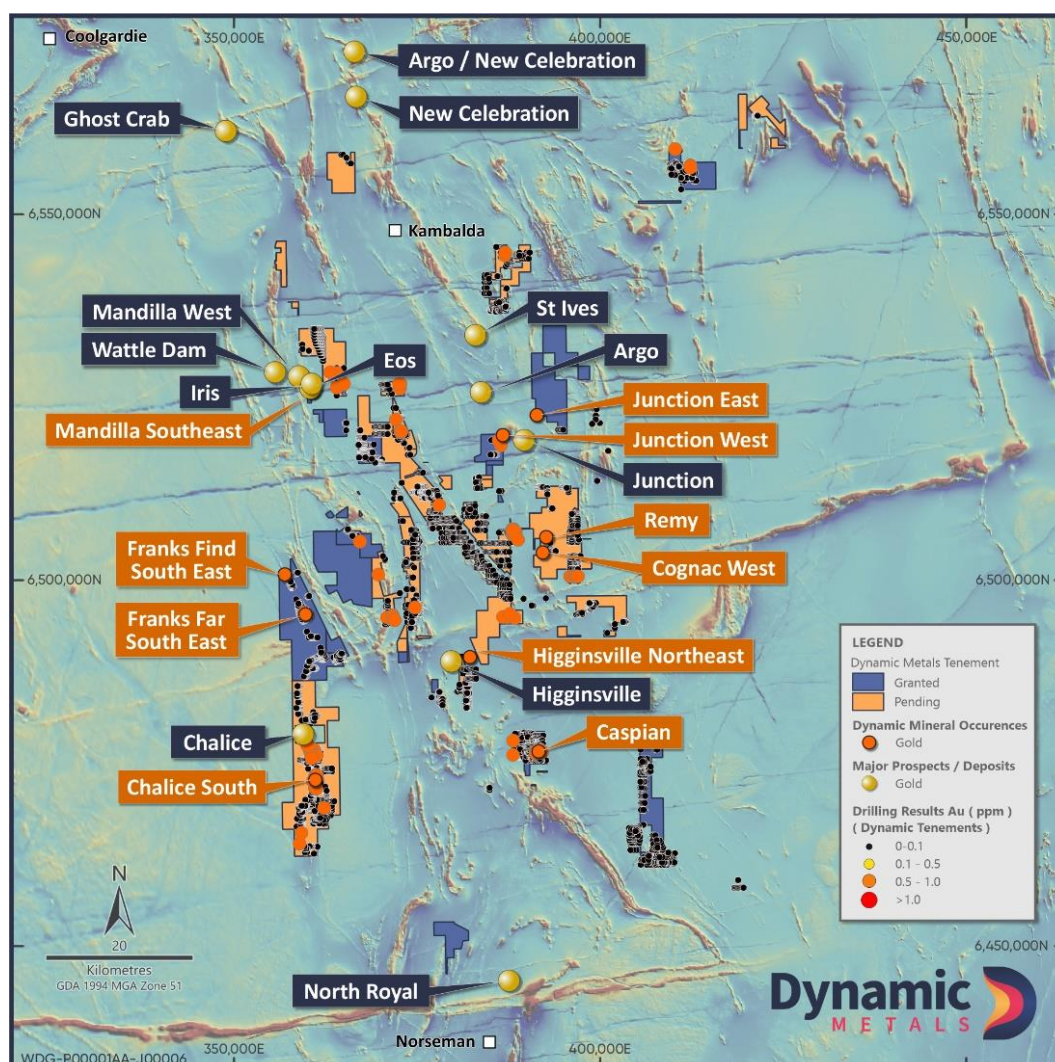 Coolgardie
350,000E
400,000E
450,000E
Argo / New Celebration
New Celebration
Ghost Crab
6,550,000N
6,550,000N
Kambalda
Mandilla West
St Ives
Wattle Dam
Eos
Argo
Iris
Junction East
Mandilla Southeast
Junction West
Junction
Remy
Franks Find
South East
Cognac West
6,500,000N
6,500,000N
Franks Far
South East
Higginsville Northeast
Higginsville
Chalice
Caspian
Chalice South
LEGEND
Dynamic Metals Tenement
Granted
Pending
Dynamic Mineral Occurences
Gold
Major Prospects / Deposits
Gold
Drilling Results Au ( ppm )
( Dynamic Tenements )
0-0.1
0.1 - 0.5
0.5 - 1.0
>1.0
N
20
Kilometres
GDA 1994 MGA Zone 51
6,450,000N
North Royal
Dynamic
METALS
Norseman
WDG-P00001AA-J00006
350,000E
400,000E